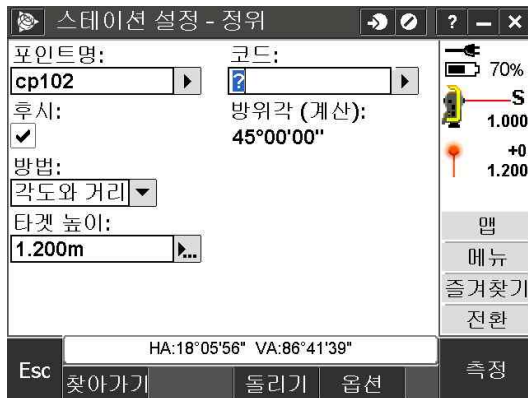 스테이션 설정 - 정위
? – ×
포인트명:
코드:
cp102
?
후시:
방위각 (계산):
45°00'00"
방법:
각도와 거리
타겟 높이:
1.200m
70%
S
1.000
+0
1.200
맵
메뉴
즐겨찾기
전환
HA:18°05'56" VA:86°41'39"
Esc
찾아가기
돌리기
옵션
측정